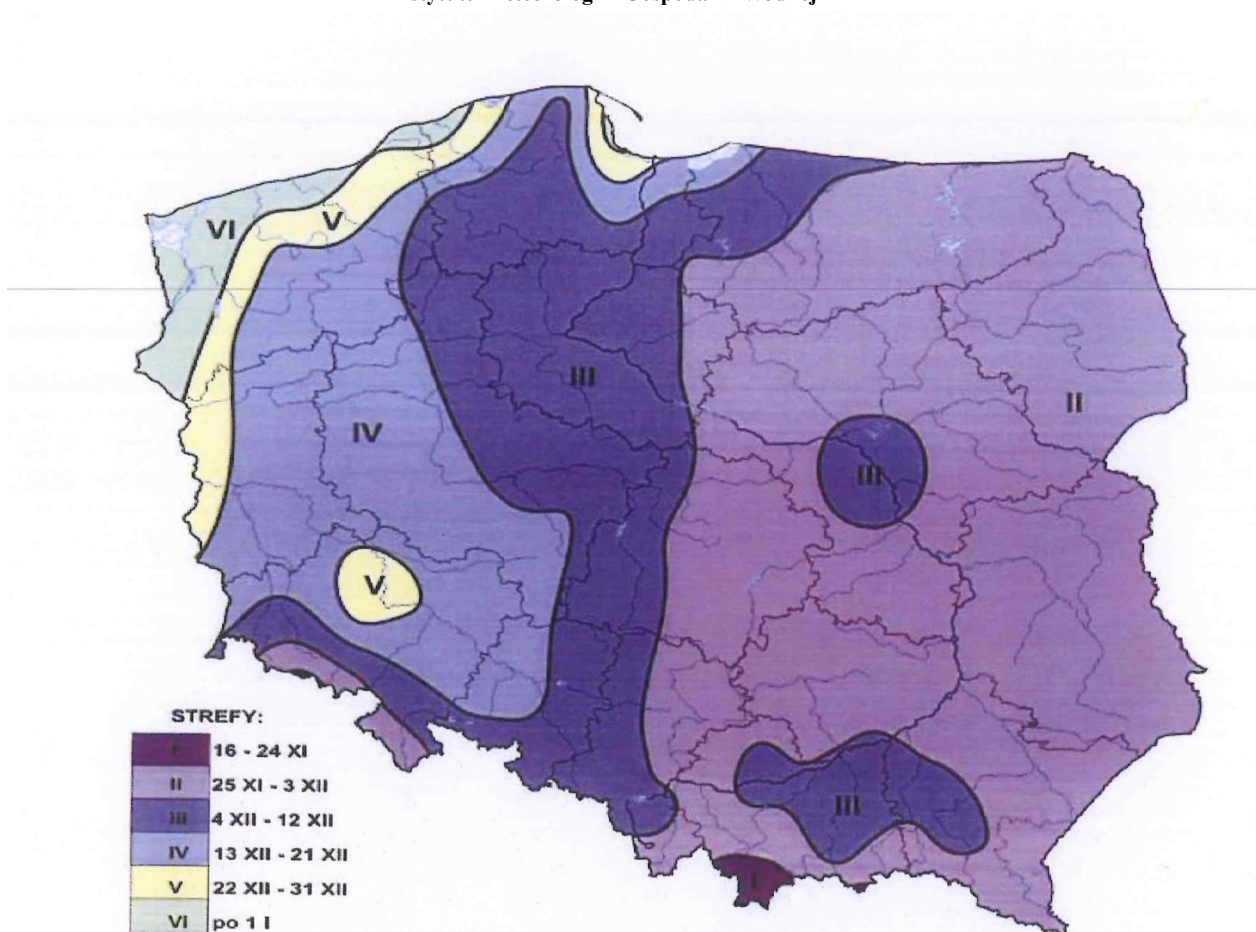 VI
V
III
IV
II
III
V
III
I
STREFY:
I 16 - 24 XI
II 25 XI - 3 XII
III 4 XII - 12 XII
IV 13 XII - 21 XII
V 22 XII - 31 XII
VI po 1 I